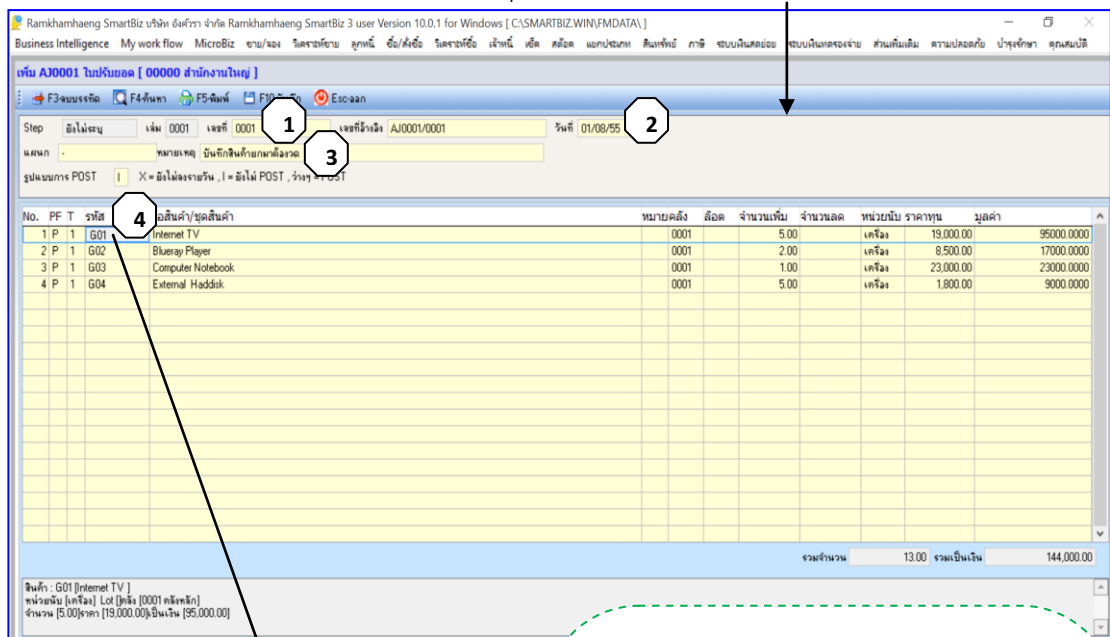 Ramkhamhaeng SmartBiz บริษัท อังศ์วรา จำกัด Ramkhamhaeng SmartBiz 3 user Version 10.0.1 for Windows [ C:\SMARTBIZ.WIN\FMDATA\ ]
Business Intelligence My work flow MicroBiz ขาย/จอง วิเคราะห์ขาย ลูกหนี้ ซื้อ/สั่งซื้อ วิเคราะห์ซื้อ เจ้าหนี้ เช็ค สต๊อค แยกประเภท สินทรัพย์ ภาษี ระบบเงินสดย่อย ระบบเงินทดรองจ่าย ส่วนเพิ่มเติม ความปลอดภัย บำรุงรักษา คุณสมบัติ
เพิ่ม AJ0001 ใบปรับยอด [ 00000 สำนักงานใหญ่ ]
F3-ลบบรรทัด F4-ค้นหา F5-พิมพ์ F10- Esc-ออก
Step ยังไม่ระบุ เล่ม 0001 เลขที่ 0001 1 เลขที่อ้างอิง AJ0001/0001 วันที่ 01/08/55 2
แผนก - หมายเหตุ บันทึกสินค้ายกมาต้นงวด 3
รูปแบบการ POST I X = ยังไม่ลงรายวัน , I = ยังไม่ POST , ว่างๆ = POST
No. PF T รหัส 4 ชื่อสินค้า/ชุดสินค้า หมายคลัง ล๊อต จำนวนเพิ่ม จำนวนลด หน่วยนับ ราคาทุน มูลค่า
1 P 1 G01 Internet TV 0001 5.00 เครื่อง 19,000.00 95000.0000
2 P 1 G02 Blueray Player 0001 2.00 เครื่อง 8,500.00 17000.0000
3 P 1 G03 Computer Notebook 0001 1.00 เครื่อง 23,000.00 23000.0000
4 P 1 G04 External Haddisk 0001 5.00 เครื่อง 1,800.00 9000.0000
รวมจำนวน 13.00 รวมเป็นเงิน 144,000.00
สินค้า : G01 [Internet TV ]
หน่วยนับ [เครื่อง] Lot []คลัง [0001 คลังหลัก]
จำนวน [5.00]ราคา [19,000.00]เป็นเงิน [95,000.00]